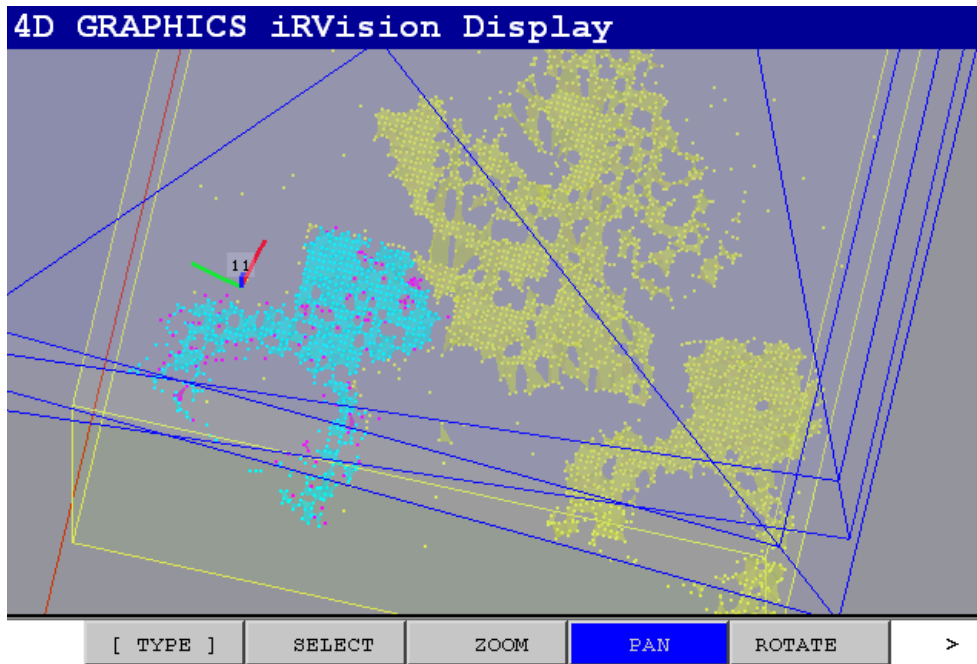 4D GRAPHICS iRVision Display
11
[ TYPE ] SELECT ZOOM PAN ROTATE >